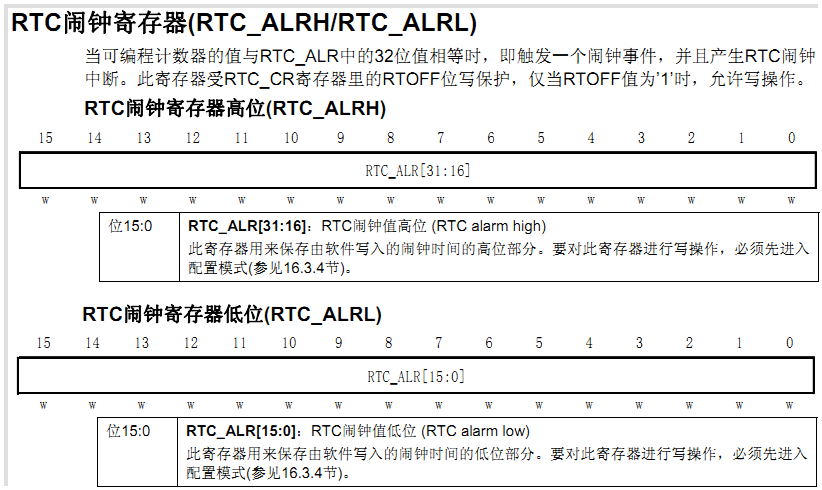 RTC闹钟寄存器(RTC_ALRH/RTC_ALRL)
当可编程计数器的值与RTC_ALR中的32位值相等时，即触发一个闹钟事件，并且产生RTC闹钟
中断。此寄存器受RTC_CR寄存器里的RTOFF位写保护，仅当RTOFF值为'1'时，允许写操作。
RTC闹钟寄存器高位(RTC_ALRH)
15 14 13 12 11 10 9 8 7 6 5 4 3 2 1 0
RTC_ALR[31:16]
w w w w w w w w w w w w w w w w
位15:0 RTC_ALR[31:16]：RTC闹钟值高位 (RTC alarm high)
此寄存器用来保存由软件写入的闹钟时间的高位部分。要对此寄存器进行写操作，必须先进入
配置模式(参见16.3.4节)。
RTC闹钟寄存器低位(RTC_ALRL)
15 14 13 12 11 10 9 8 7 6 5 4 3 2 1 0
RTC_ALR[15:0]
w w w w w w w w w w w w w w w w
位15:0 RTC_ALR[15:0]：RTC闹钟值低位 (RTC alarm low)
此寄存器用来保存由软件写入的闹钟时间的低位部分。要对此寄存器进行写操作，必须先进入
配置模式(参见16.3.4节)。